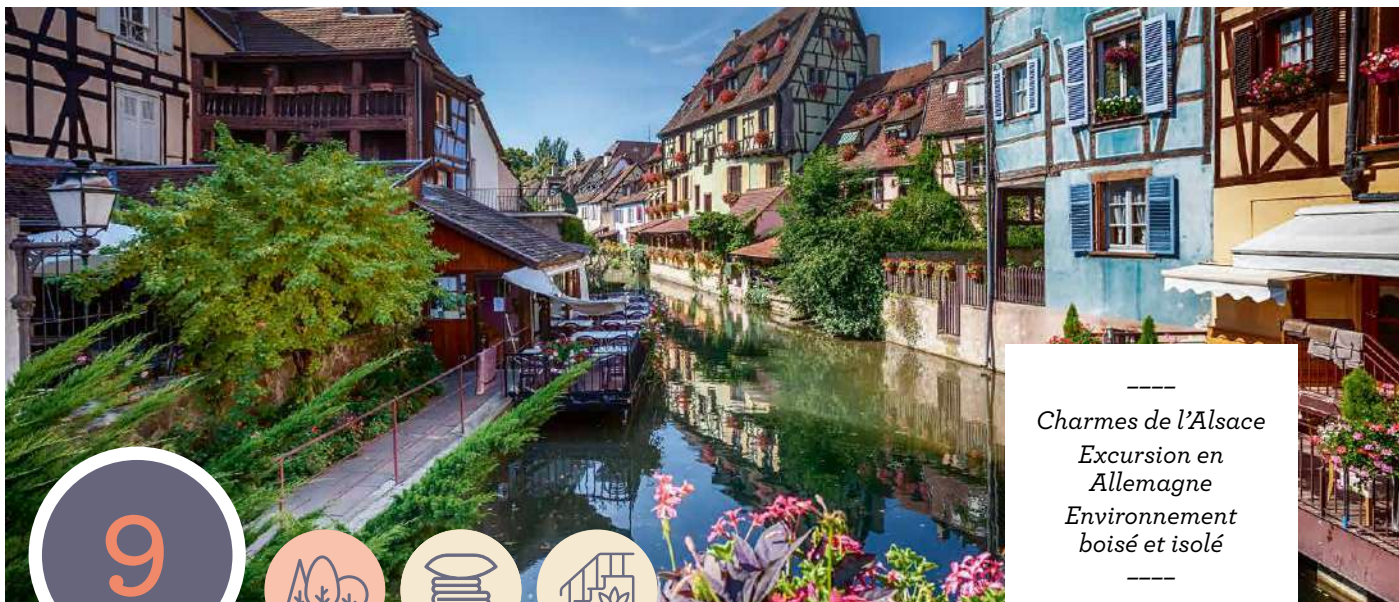 ––––
Charmes de l’Alsace
Excursion en
Allemagne
Environnement
boisé et isolé
––––
9